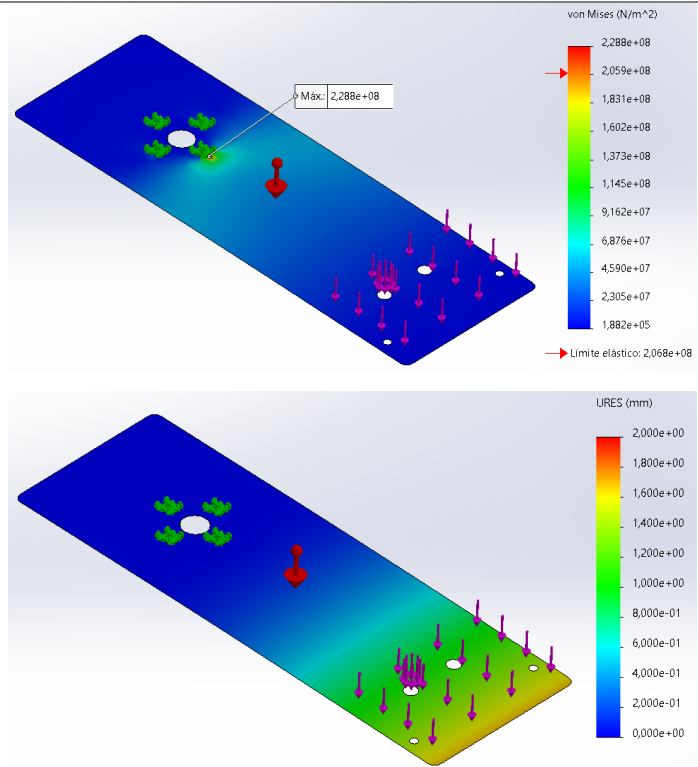 von Mises (N/m^2)
2,288e+08
2,059e+08
1,831e+08
1,602e+08
1,373e+08
1,145e+08
9,162e+07
6,876e+07
4,590e+07
2,305e+07
1,882e+05
Límite elástico: 2,068e+08
Máx.: 2,288e+08
URES (mm)
2,000e+00
1,800e+00
1,600e+00
1,400e+00
1,200e+00
1,000e+00
8,000e-01
6,000e-01
4,000e-01
2,000e-01
0,000e+00